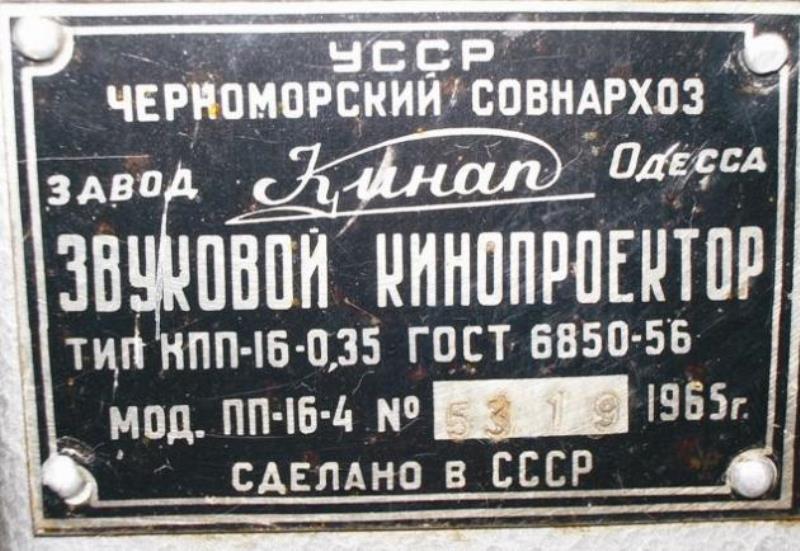 УССР
ЧЕРНОМОРСКИЙ СОВНАРХОЗ
ЗАВОД Кинап ОДЕССА
ЗВУКОВОЙ КИНОПРОЕКТОР
ТИП КПП-16-0,35 ГОСТ 6850-56
МОД. ПП-16-4 № 5319 1965г.
СДЕЛАНО В СССР